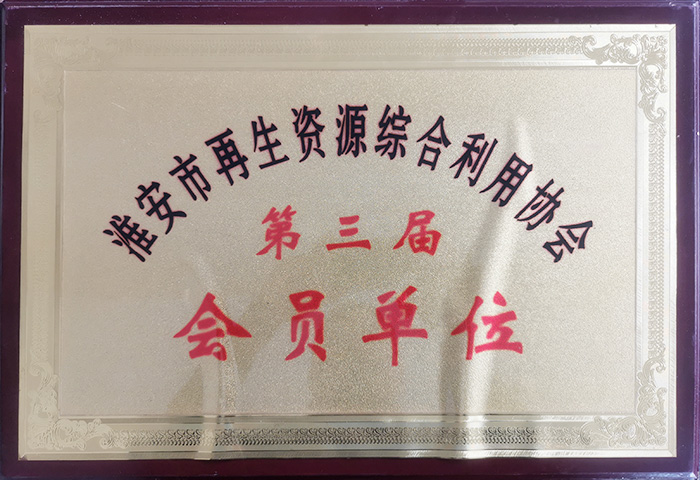 淮安市再生资源综合利用协会
第三届
会员单位